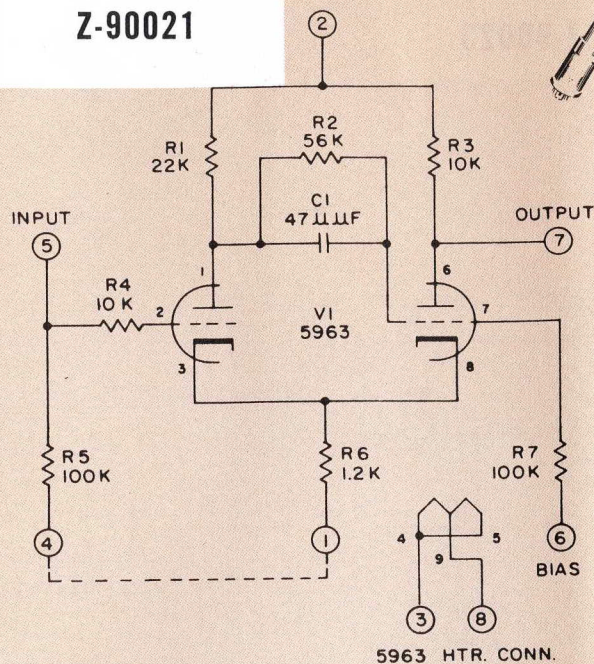 Z-90021
2
R1
22K
R2
56K
R3
10K
C1
47 μμF
INPUT
5
OUTPUT
7
R4
10K
1
2
3
V1
5963
6
7
8
R5
100K
R6
1.2K
R7
100K
4
1
4
5
9
6
BIAS
3
8
5963 HTR. CONN.